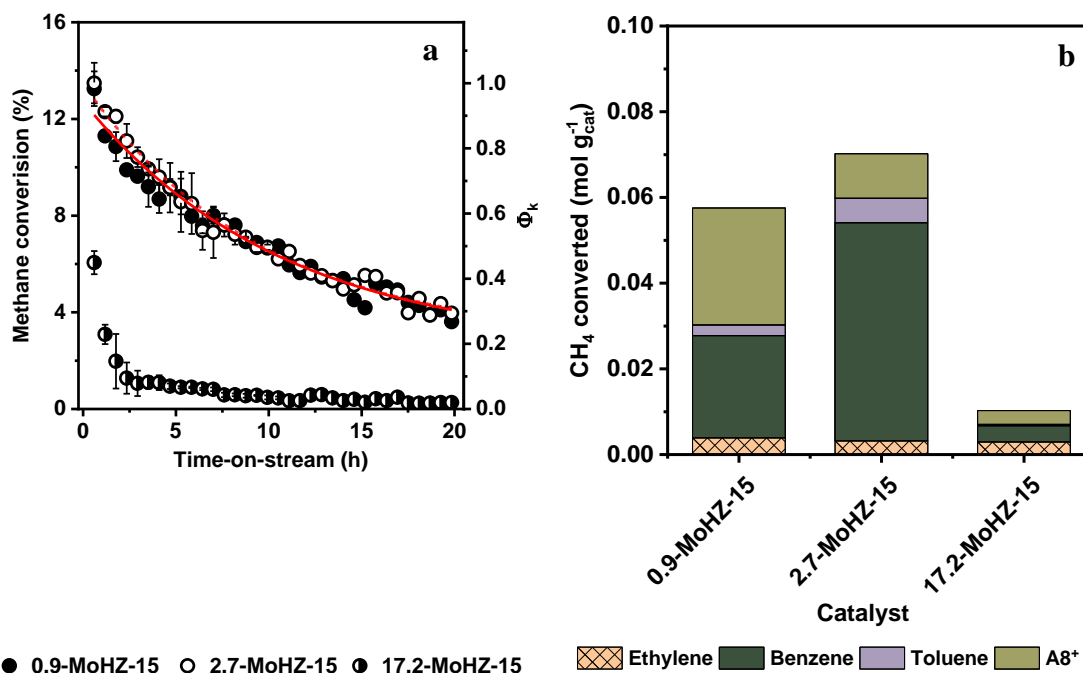 a
Methane converision (%)
16
12
8
4
0
1.0
0.8
0.6
0.4
0.2
0.0
Φk
0 5 10 15 20
Time-on-stream (h)
0.9-MoHZ-15 2.7-MoHZ-15 17.2-MoHZ-15
b
CH4 converted (mol g-1cat)
0.10
0.08
0.06
0.04
0.02
0.00
0.9-MoHZ-15
2.7-MoHZ-15
17.2-MoHZ-15
Catalyst
Ethylene Benzene Toluene A8+